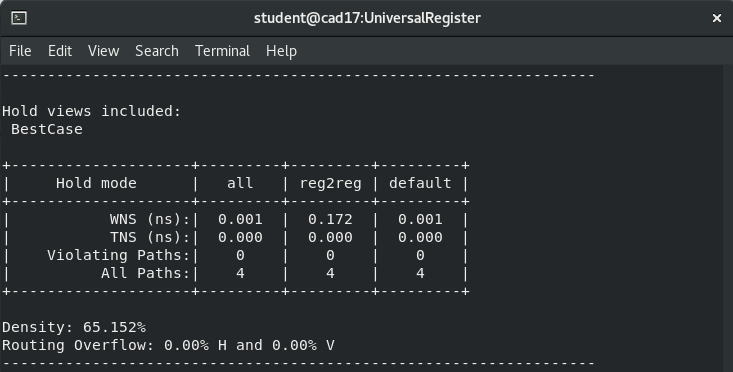 student@cad17:UniversalRegister
×
File Edit View Search Terminal Help
------------------------------------------------------------------
Hold views included:
 BestCase
+--------------------+---------+---------+---------+
|     Hold mode      |   all   | reg2reg | default |
+--------------------+---------+---------+---------+
|           WNS (ns):|  0.001  |  0.172  |  0.001  |
|           TNS (ns):|  0.000  |  0.000  |  0.000  |
|    Violating Paths:|    0    |    0    |    0    |
|          All Paths:|    4    |    4    |    4    |
+--------------------+---------+---------+---------+
Density: 65.152%
Routing Overflow: 0.00% H and 0.00% V
------------------------------------------------------------------